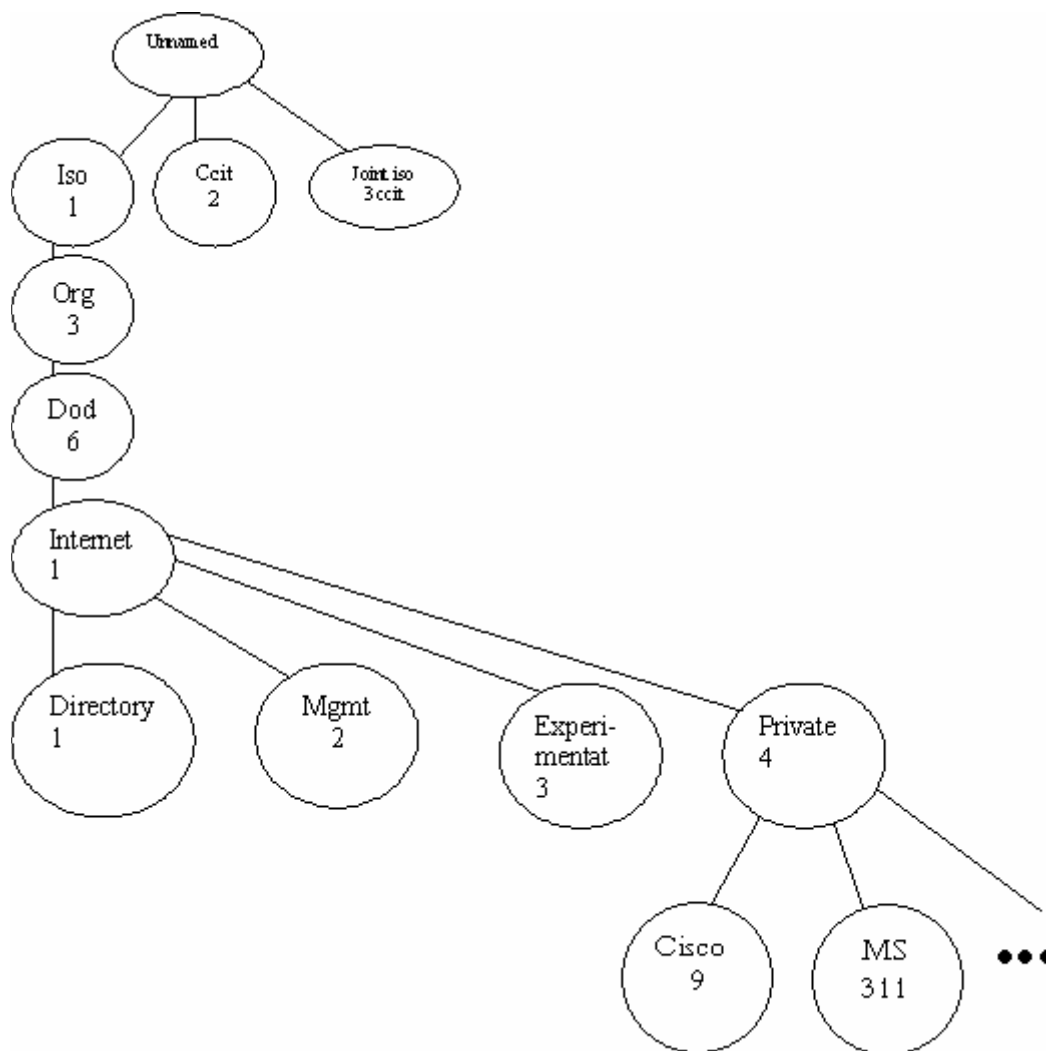 Unnamed
Iso
1
Ccit
2
Joint iso
3 ccit
Org
3
Dod
6
Internet
1
Directory
1
Mgmt
2
Experi-
mentat
3
Private
4
Cisco
9
MS
311
•••